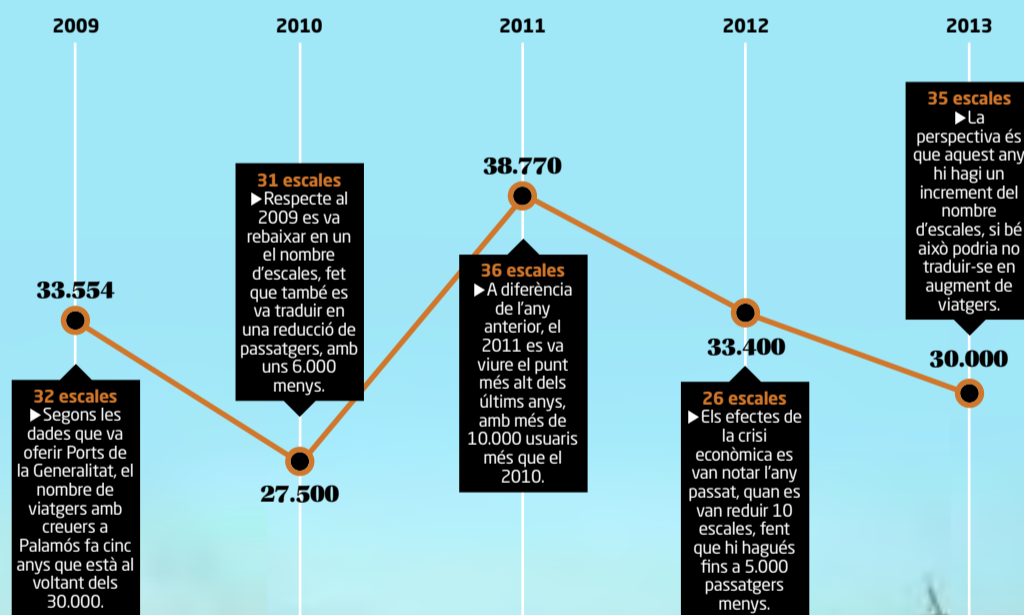 2009
2010
2011
2012
2013
33.554
32 escales
▶Segons les
dades que va
oferir Ports de
la Generalitat, el
nombre de
viatgers amb
creuers a
Palamós fa cinc
anys que està al
voltant dels
30.000.
31 escales
▶Respecte al
2009 es va
rebaixar en un
el nombre
d'escales, fet
que també es
va traduir en
una reducció de
passatgers, amb
uns 6.000
menys.
27.500
38.770
36 escales
▶A diferència
de l'any
anterior, el
2011 es va
viure el punt
més alt dels
últims anys,
amb més de
10.000 usuaris
més que el
2010.
33.400
26 escales
▶Els efectes de
la crisi
econòmica es
van notar l'any
passat, quan es
van reduir 10
escales, fent
que hi hagués
fins a 5.000
passatgers
menys.
35 escales
▶La
perspectiva és
que aquest any
hi hagi un
increment del
nombre
d'escales, si bé
això podria no
traduir-se en
augment de
viatgers.
30.000